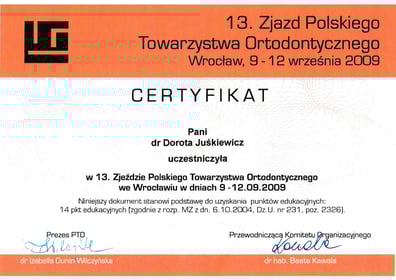 13. Zjazd Polskiego
Towarzystwa Ortodontycznego
Wrocław, 9 - 12 września 2009
CERTYFIKAT
Pani
dr Dorota Juśkiewicz
uczestniczyła
w 13. Zjeździe Polskiego Towarzystwa Ortodontycznego
we Wrocławiu w dniach 9 -12.09.2009
Niniejszy dokument stanowi podstawę do uzyskania punktów edukacyjnych:
14 pkt edukacyjnych (zgodnie z rozp. MZ z dn. 6.10.2004, Dz.U. nr 231, poz. 2326).
Prezes PTO
Przewodnicząca Komitetu Organizacyjnego
dr Izabella Dunin Wilczyńska
dr hab. Beata Kawala